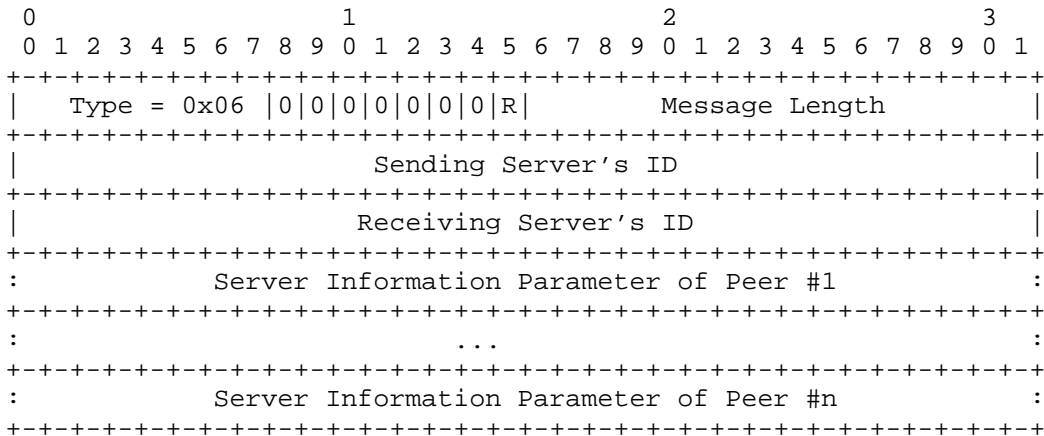 0                   1                   2                   3
 0 1 2 3 4 5 6 7 8 9 0 1 2 3 4 5 6 7 8 9 0 1 2 3 4 5 6 7 8 9 0 1
+-+-+-+-+-+-+-+-+-+-+-+-+-+-+-+-+-+-+-+-+-+-+-+-+-+-+-+-+-+-+-+-+
|   Type = 0x06 |0|0|0|0|0|0|0|R|        Message Length         |
+-+-+-+-+-+-+-+-+-+-+-+-+-+-+-+-+-+-+-+-+-+-+-+-+-+-+-+-+-+-+-+-+
|                      Sending Server’s ID                      |
+-+-+-+-+-+-+-+-+-+-+-+-+-+-+-+-+-+-+-+-+-+-+-+-+-+-+-+-+-+-+-+-+
|                     Receiving Server’s ID                     |
+-+-+-+-+-+-+-+-+-+-+-+-+-+-+-+-+-+-+-+-+-+-+-+-+-+-+-+-+-+-+-+-+
:            Server Information Parameter of Peer #1            :
+-+-+-+-+-+-+-+-+-+-+-+-+-+-+-+-+-+-+-+-+-+-+-+-+-+-+-+-+-+-+-+-+
:                           ...                                 :
+-+-+-+-+-+-+-+-+-+-+-+-+-+-+-+-+-+-+-+-+-+-+-+-+-+-+-+-+-+-+-+-+
:            Server Information Parameter of Peer #n            :
+-+-+-+-+-+-+-+-+-+-+-+-+-+-+-+-+-+-+-+-+-+-+-+-+-+-+-+-+-+-+-+-+